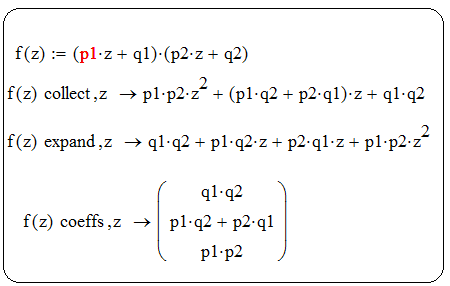 f(z) := (p1·z + q1)·(p2·z + q2)
f(z) collect,z → p1·p2·z² + (p1·q2 + p2·q1)·z + q1·q2
f(z) expand,z → q1·q2 + p1·q2·z + p2·q1·z + p1·p2·z²
q1·q2
f(z) coeffs,z → p1·q2 + p2·q1
p1·p2